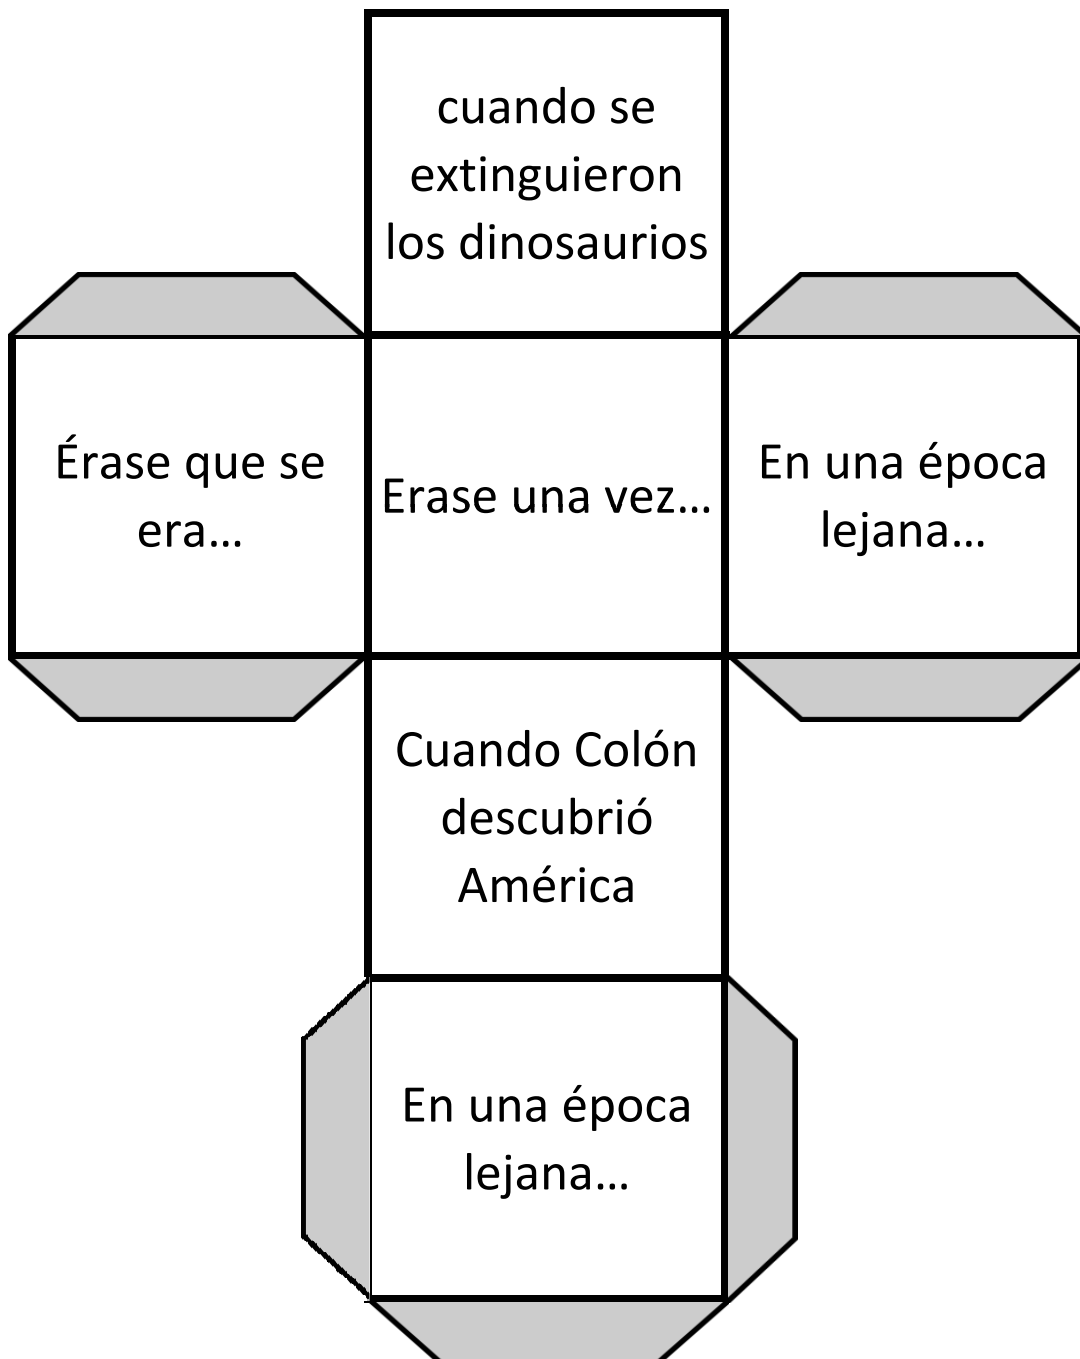 cuando se
extinguieron
los dinosaurios
Érase que se
era...
Erase una vez...
En una época
lejana...
Cuando Colón
descubrió
América
En una época
lejana...